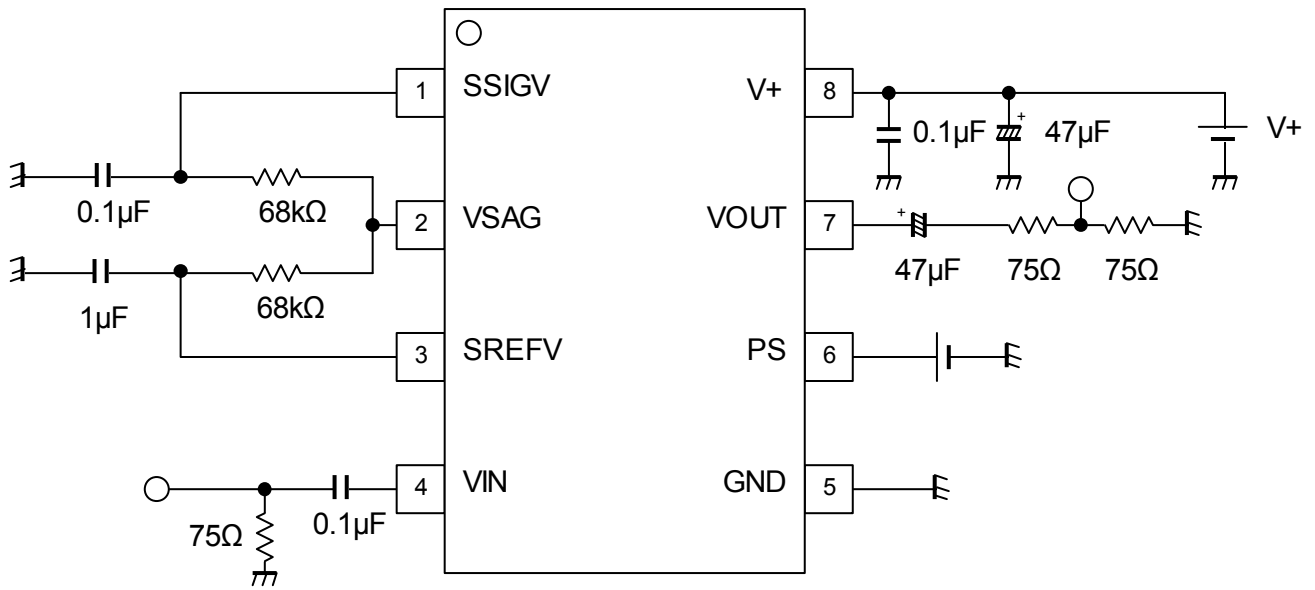 1
SSIGV
V+
8
0.1µF
+
47µF
V+
0.1µF
68kΩ
2
VSAG
VOUT
7
+
47µF
75Ω
75Ω
1µF
68kΩ
3
SREFV
PS
6
4
VIN
GND
5
75Ω
0.1µF